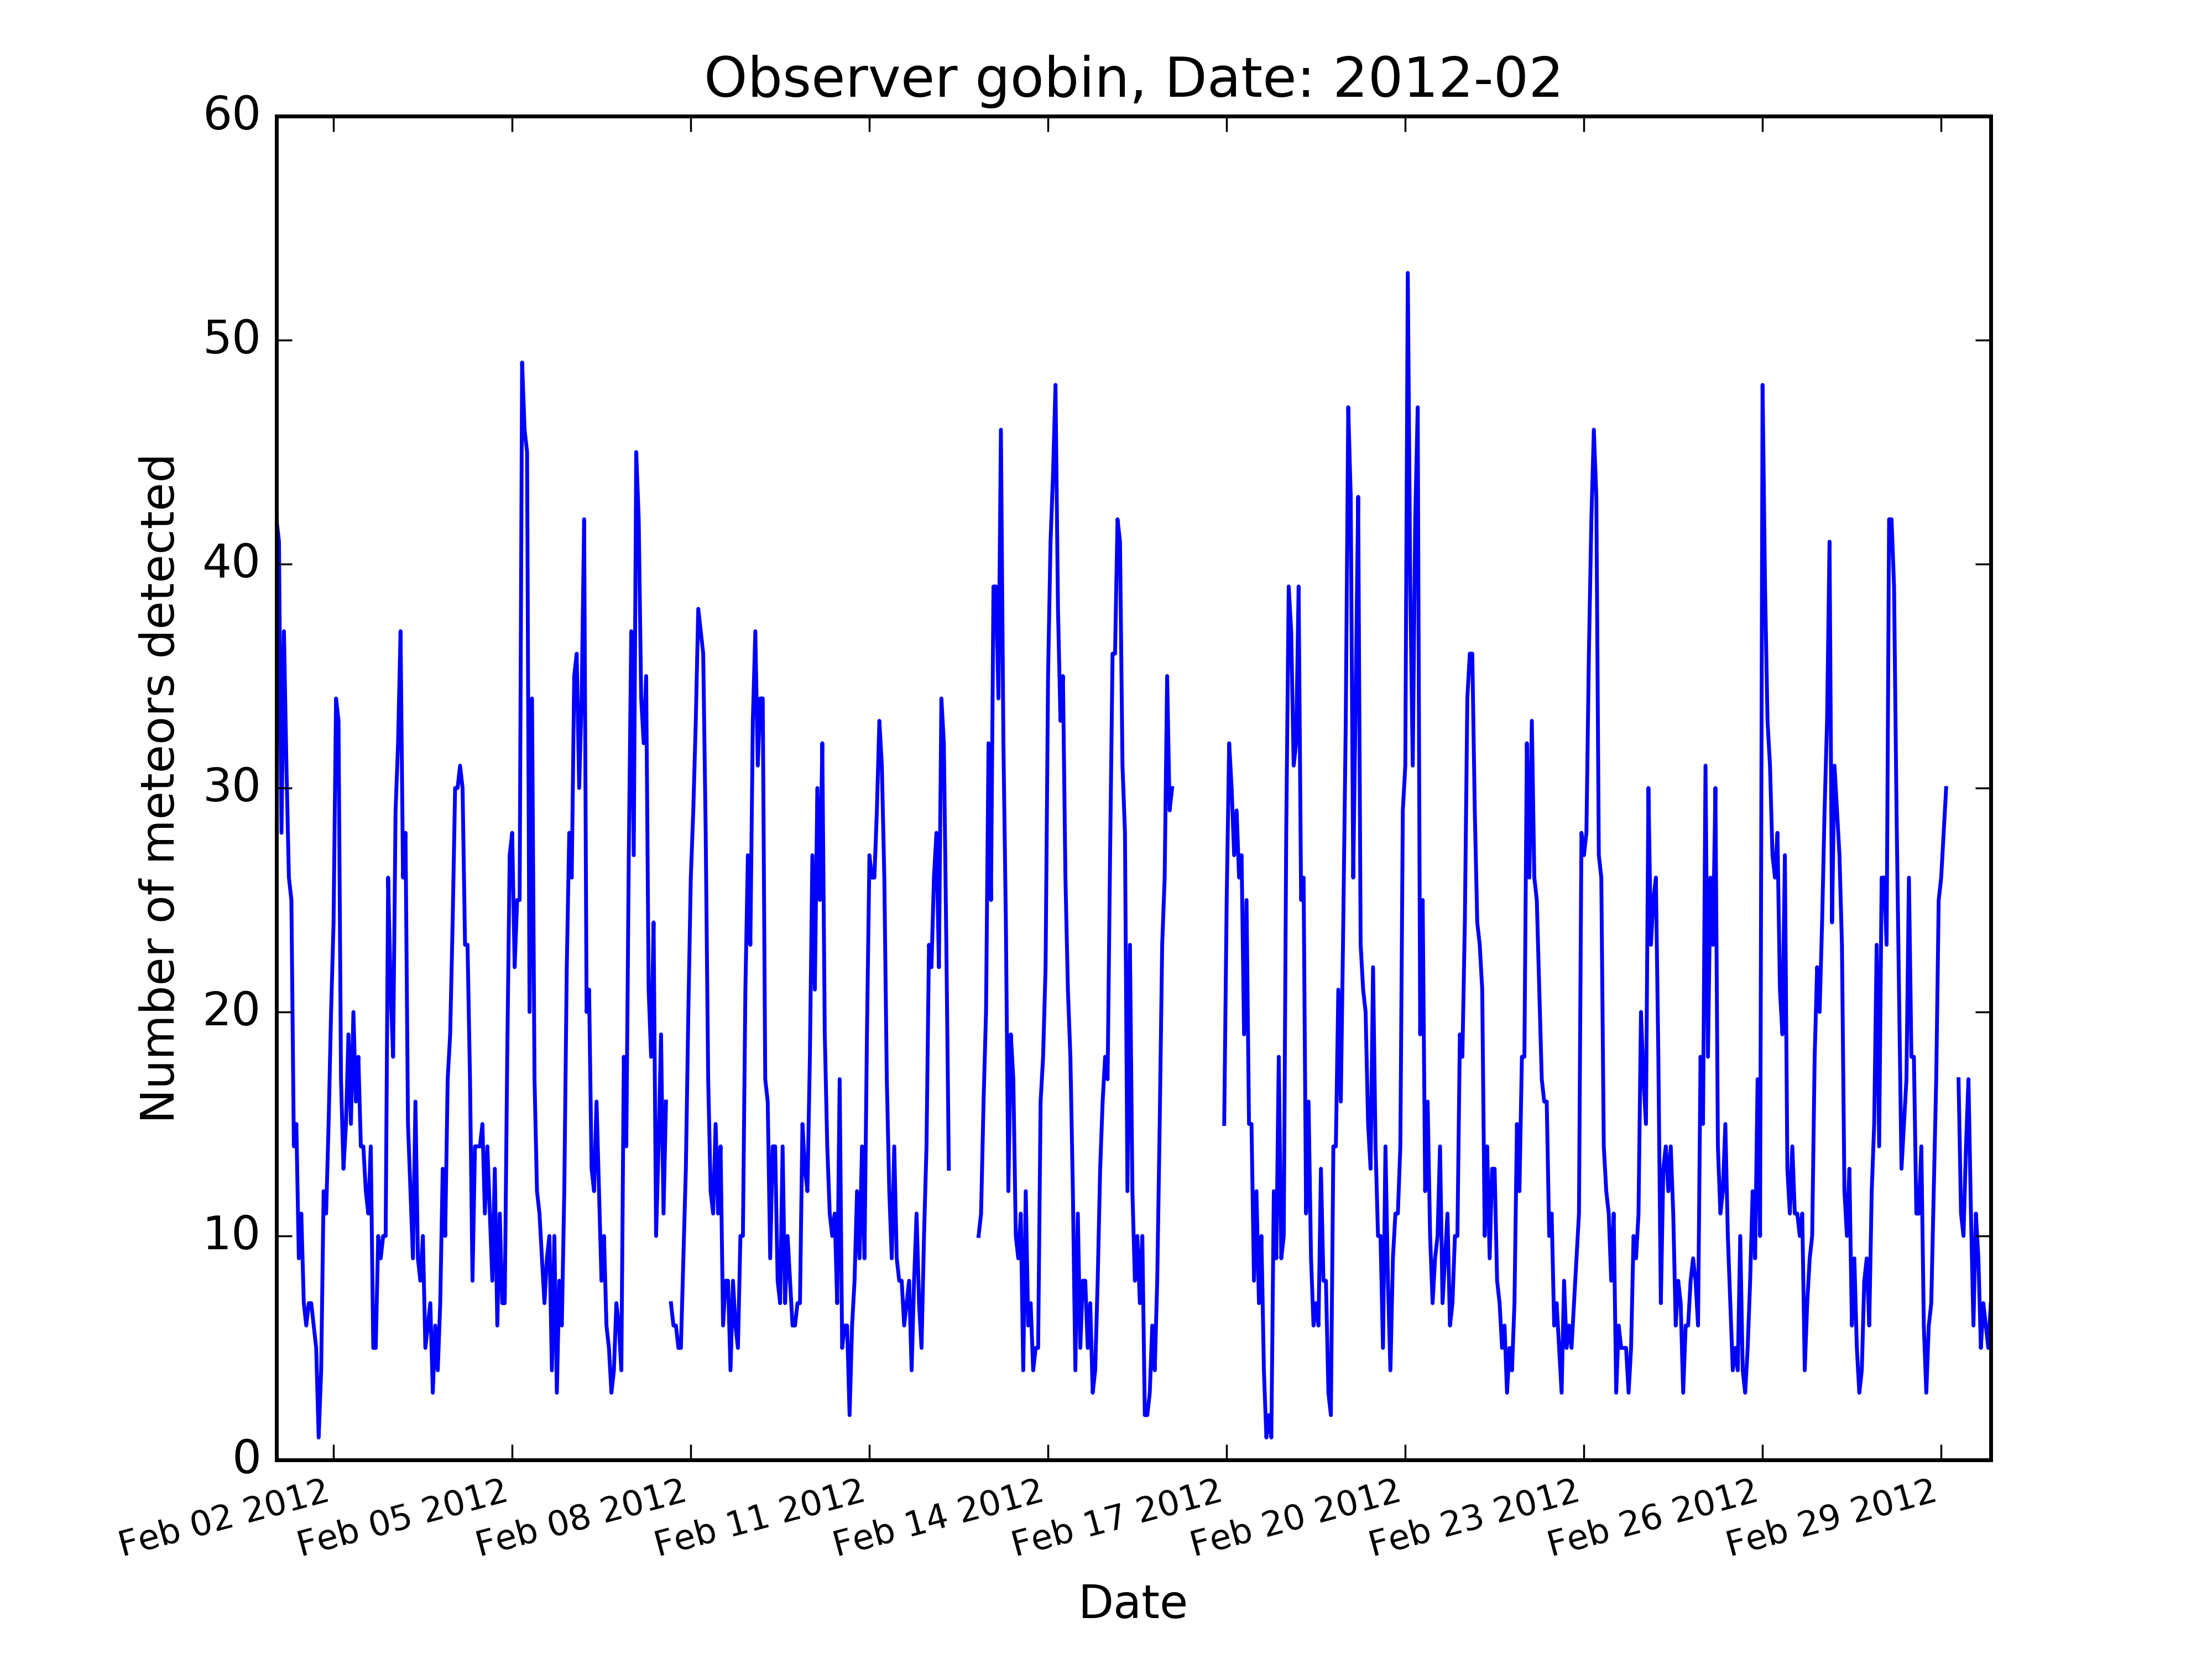 Observer gobin, Date: 2012-02
60
50
40
30
20
10
0
Number of meteors detected
Feb 02 2012
Feb 05 2012
Feb 08 2012
Feb 11 2012
Feb 14 2012
Feb 17 2012
Feb 20 2012
Feb 23 2012
Feb 26 2012
Feb 29 2012
Date